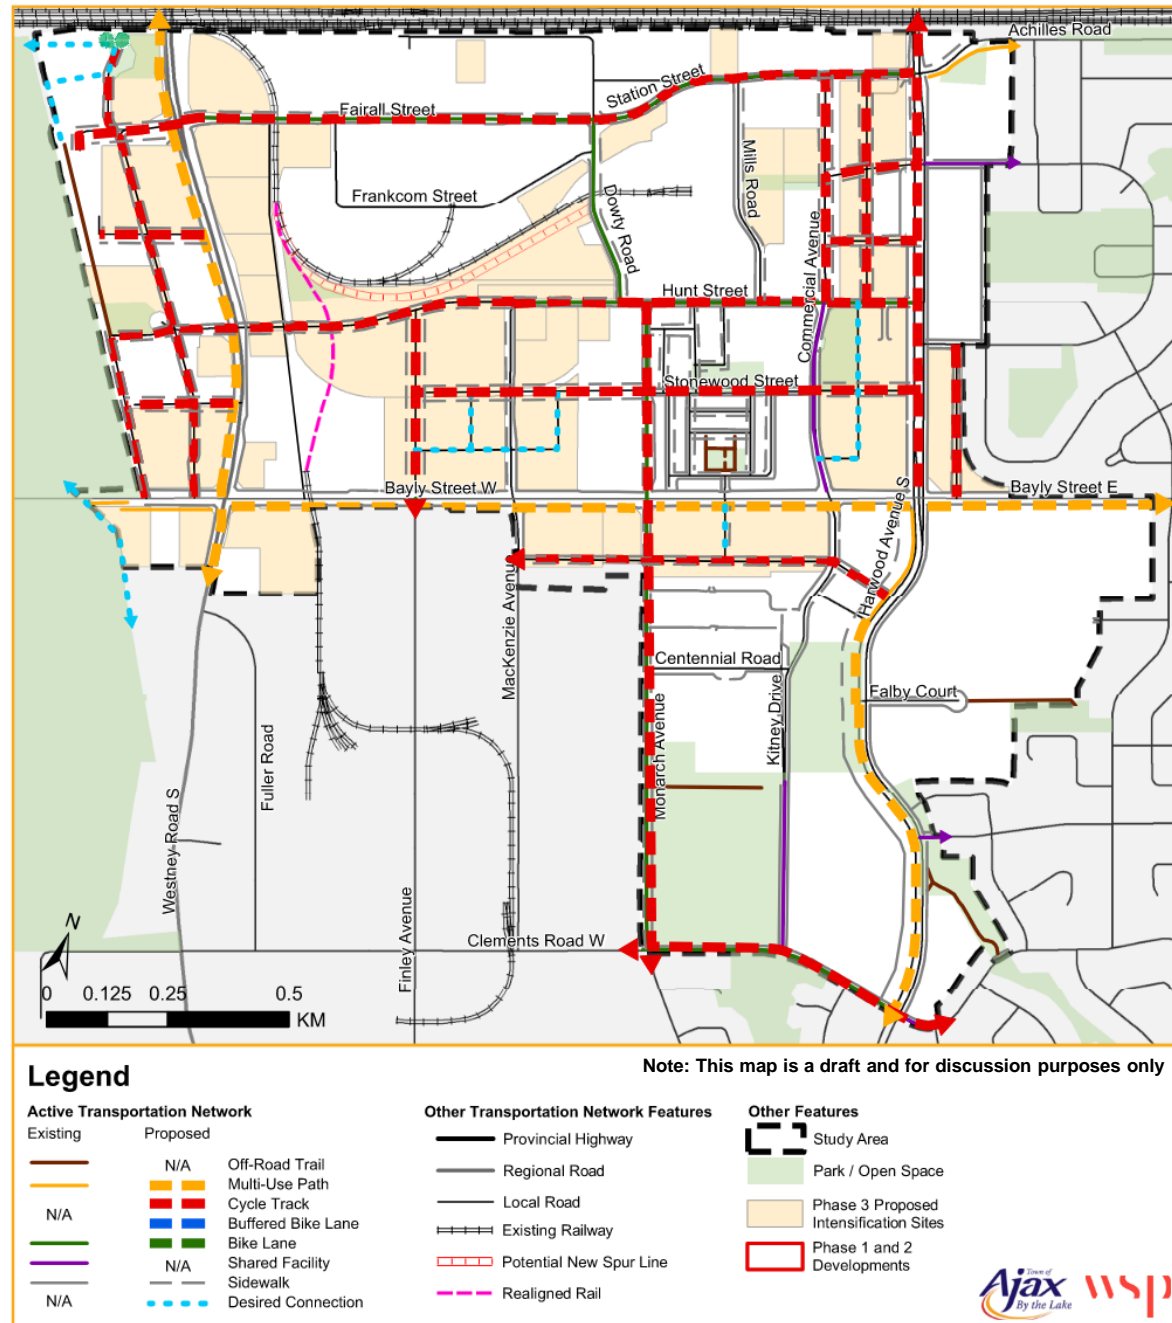 Achilles Road
Station Street
Fairall Street
Frankcom Street
Mills Road
Dowty Road
Commercial Avenue
Hunt Street
Stonewood Street
Bayly Street W
Bayly Street E
Harwood Avenue S
MacKenzie Avenue
Centennial Road
Kitney Drive
Falby Court
Monarch Avenue
Fuller Road
Westney Road S
Finley Avenue
Clements Road W
N
0 0.125 0.25 0.5
KM
Note: This map is a draft and for discussion purposes only
Legend
Active Transportation Network
Existing Proposed
N/A Off-Road Trail
Multi-Use Path
N/A Cycle Track
Buffered Bike Lane
Bike Lane
N/A Shared Facility
Sidewalk
N/A Desired Connection
Other Transportation Network Features
Provincial Highway
Regional Road
Local Road
Existing Railway
Potential New Spur Line
Realigned Rail
Other Features
Study Area
Park / Open Space
Phase 3 Proposed
Intensification Sites
Phase 1 and 2
Developments
Town of
Ajax
By the Lake
wsp